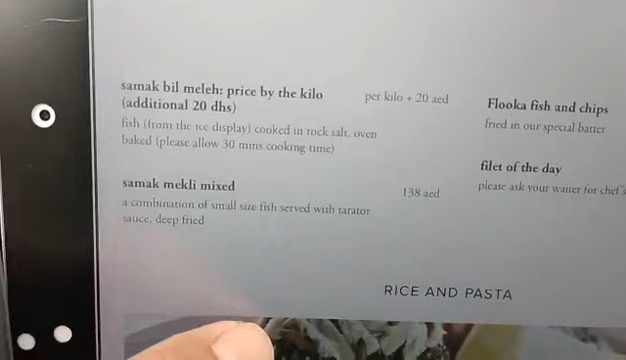 samak bil meleh: price by the kilo
(additional 20 dhs)
per kilo + 20 aed
fish (from the ice display) cooked in rock salt, oven
baked (please allow 30 mins cooking time)
samak mekli mixed
138 aed
a combination of small size fish served with tarator
sauce, deep fried
Flooka fish and chips
fried in our special batter
filet of the day
please ask your waiter for chef's
RICE AND PASTA